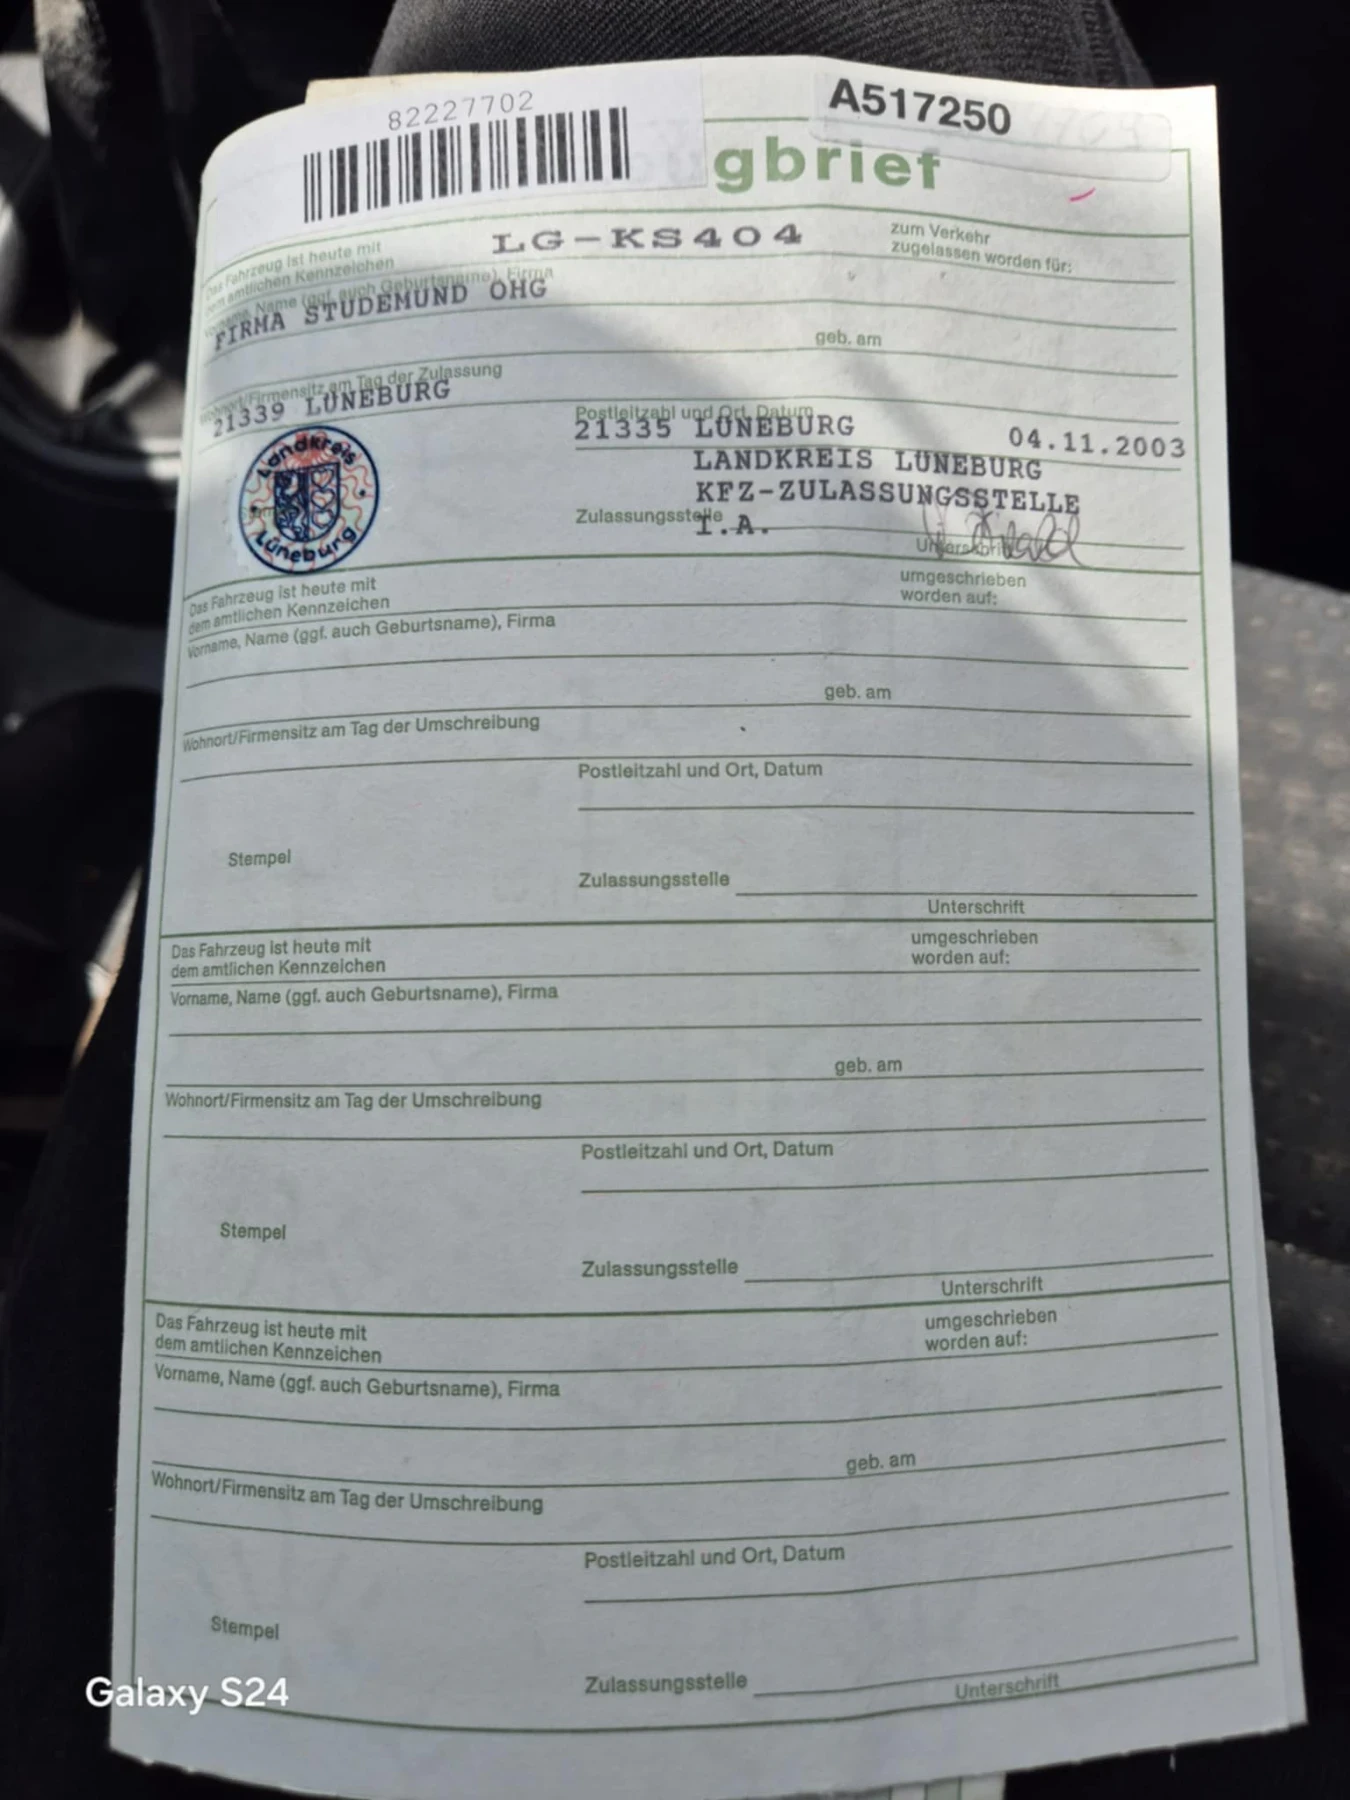 82227702
A517250
gbrief
Das Fahrzeug ist heute mit
dem amtlichen Kennzeichen
LG-KS404
zum Verkehr
zugelassen worden für:
Vorname, Name (ggf. auch Geburtsname), Firma
FIRMA STUDEMUND OHG
geb. am
Wohnort/Firmensitz am Tag der Zulassung
21339 LÜNEBURG
Postleitzahl und Ort, Datum
21335 LÜNEBURG 04.11.2003
LANDKREIS LÜNEBURG
KFZ-ZULASSUNGSSTELLE
Landkreis
Lüneburg
Zulassungsstelle
I.A.
Unterschrift
Das Fahrzeug ist heute mit
dem amtlichen Kennzeichen
umgeschrieben
worden auf:
Vorname, Name (ggf. auch Geburtsname), Firma
geb. am
Wohnort/Firmensitz am Tag der Umschreibung
Postleitzahl und Ort, Datum
Stempel
Zulassungsstelle
Unterschrift
Das Fahrzeug ist heute mit
dem amtlichen Kennzeichen
umgeschrieben
worden auf:
Vorname, Name (ggf. auch Geburtsname), Firma
geb. am
Wohnort/Firmensitz am Tag der Umschreibung
Postleitzahl und Ort, Datum
Stempel
Zulassungsstelle
Unterschrift
Das Fahrzeug ist heute mit
dem amtlichen Kennzeichen
umgeschrieben
worden auf:
Vorname, Name (ggf. auch Geburtsname), Firma
geb. am
Wohnort/Firmensitz am Tag der Umschreibung
Postleitzahl und Ort, Datum
Stempel
Zulassungsstelle
Unterschrift
Galaxy S24